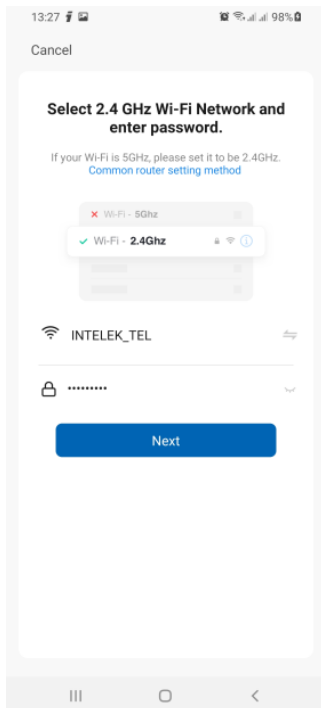 13:27 98%
Cancel
Select 2.4 GHz Wi-Fi Network and
enter password.
If your Wi-Fi is 5GHz, please set it to be 2.4GHz.
Common router setting method
Wi-Fi - 5Ghz
Wi-Fi - 2.4Ghz
INTELEK_TEL
•••••••••
Next